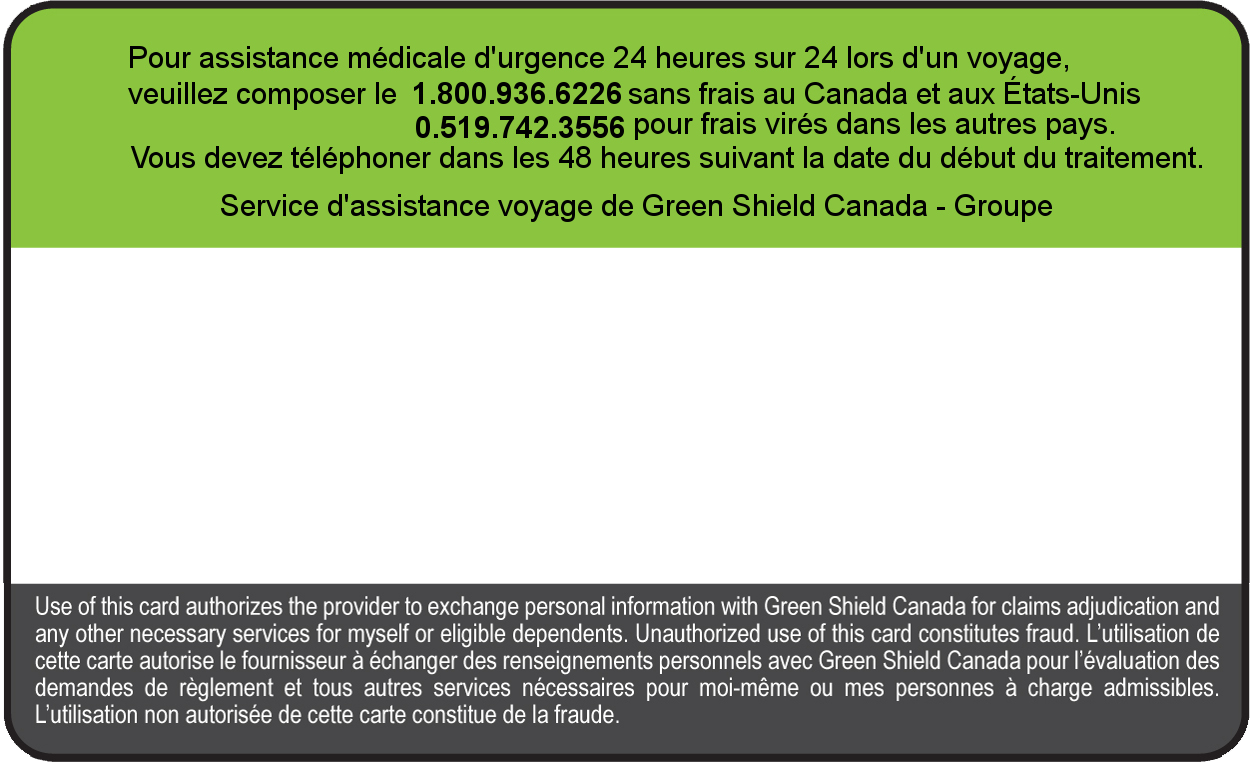 Pour assistance médicale d'urgence 24 heures sur 24 lors d'un voyage,
veuillez composer le 1.800.936.6226 sans frais au Canada et aux États-Unis
0.519.742.3556 pour frais virés dans les autres pays.
Vous devez téléphoner dans les 48 heures suivant la date du début du traitement.
Service d'assistance voyage de Green Shield Canada - Groupe
Use of this card authorizes the provider to exchange personal information with Green Shield Canada for claims adjudication and
any other necessary services for myself or eligible dependents. Unauthorized use of this card constitutes fraud. L’utilisation de
cette carte autorise le fournisseur à échanger des renseignements personnels avec Green Shield Canada pour l’évaluation des
demandes de règlement et tous autres services nécessaires pour moi-même ou mes personnes à charge admissibles.
L’utilisation non autorisée de cette carte constitue de la fraude.